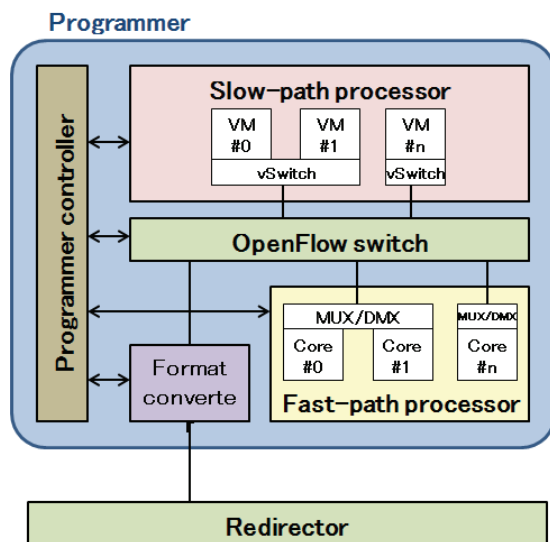 Programmer
Programmer controller
Slow-path processor
VM
#0
VM
#1
VM
#n
vSwitch
vSwitch
OpenFlow switch
MUX/DMX
MUX/DMX
Core
#0
Core
#1
Core
#n
Fast-path processor
Format
converte
Redirector